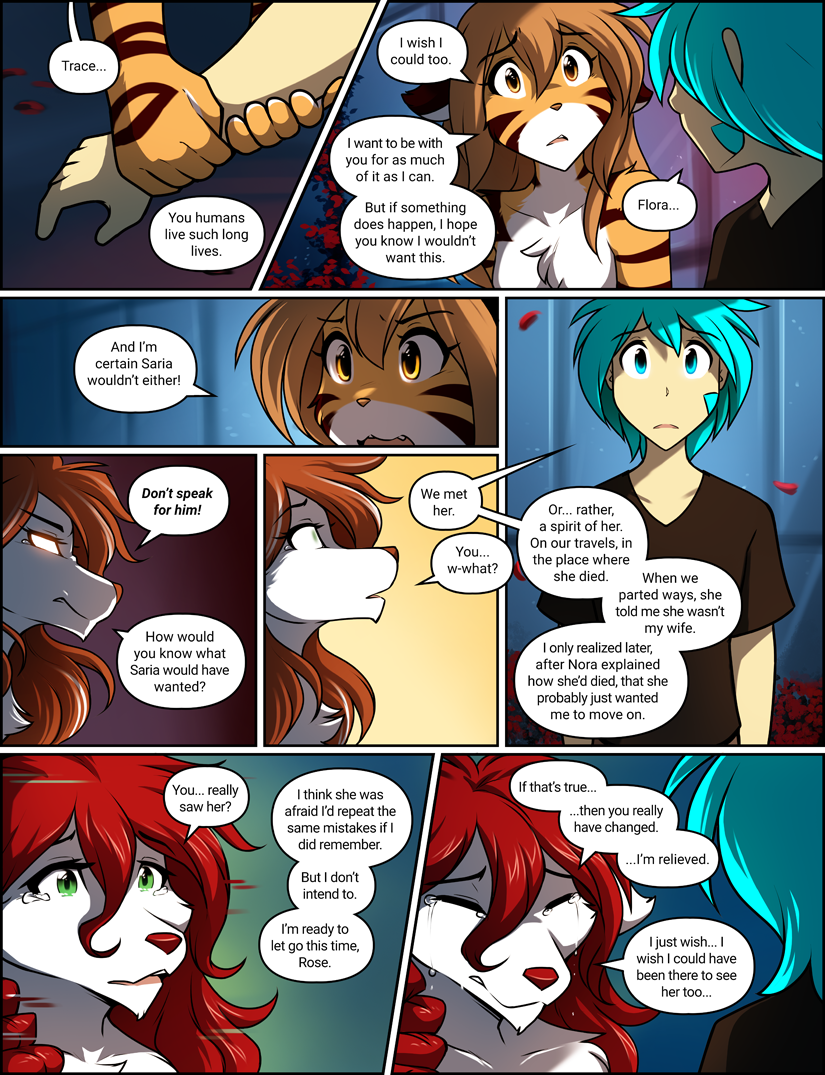 Trace...
You humans
live such long
lives.
I wish I
could too.
I want to be with
you for as much
of it as I can.
But if something
does happen, I hope
you know I wouldn't
want this.
Flora...
And I'm
certain Saria
wouldn't either!
Don't speak
for him!
How would
you know what
Saria would have
wanted?
We met
her.
You...
w-what?
Or... rather,
a spirit of her.
On our travels, in
the place where
she died.
When we
parted ways, she
told me she wasn't
my wife.
I only realized later,
after Nora explained
how she'd died, that she
probably just wanted
me to move on.
You... really
saw her?
I think she was
afraid I'd repeat the
same mistakes if I
did remember.
But I don't
intend to.
I'm ready to
let go this time,
Rose.
If that's true...
...then you really
have changed.
...I'm relieved.
I just wish... I
wish I could have
been there to see
her too...